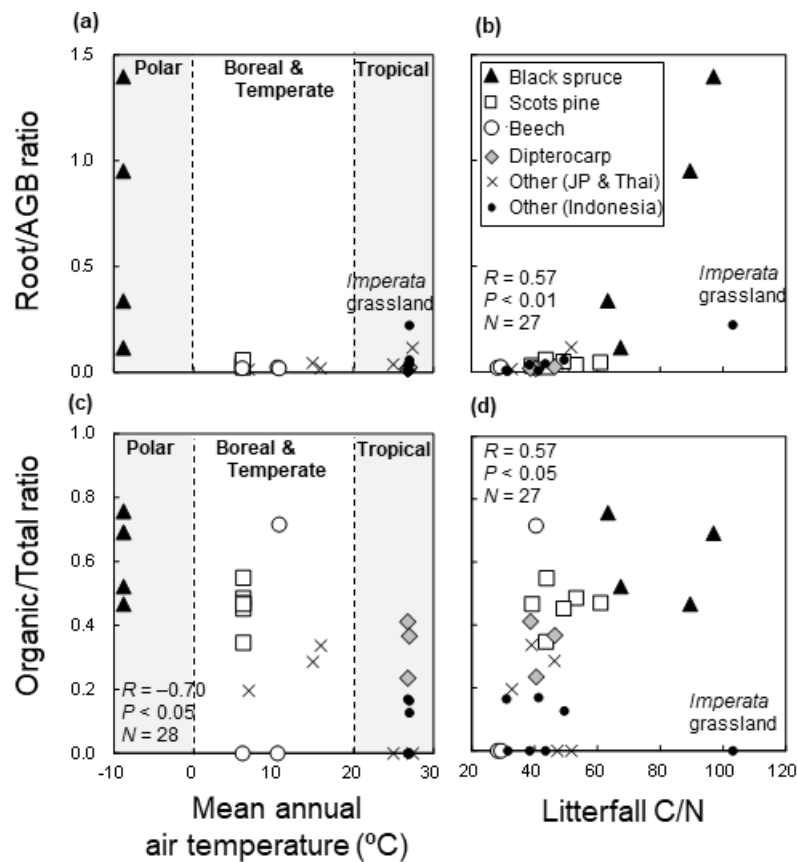 (a)
Root/AGB ratio
1.5
1.0
0.5
0.0
Polar
Boreal &
Temperate
Tropical
Imperata
grassland
(b)
Black spruce
Scots pine
Beech
Dipterocarp
Other (JP & Thai)
Other (Indonesia)
R = 0.57
P < 0.01
N = 27
Imperata
grassland
(c)
Organic/Total ratio
1.0
0.8
0.6
0.4
0.2
0.0
Polar
Boreal &
Temperate
Tropical
R = –0.70
P < 0.05
N = 28
-10 0 10 20 30
Mean annual
air temperature (ºC)
(d)
R = 0.57
P < 0.05
N = 27
Imperata
grassland
20 40 60 80 100 120
Litterfall C/N